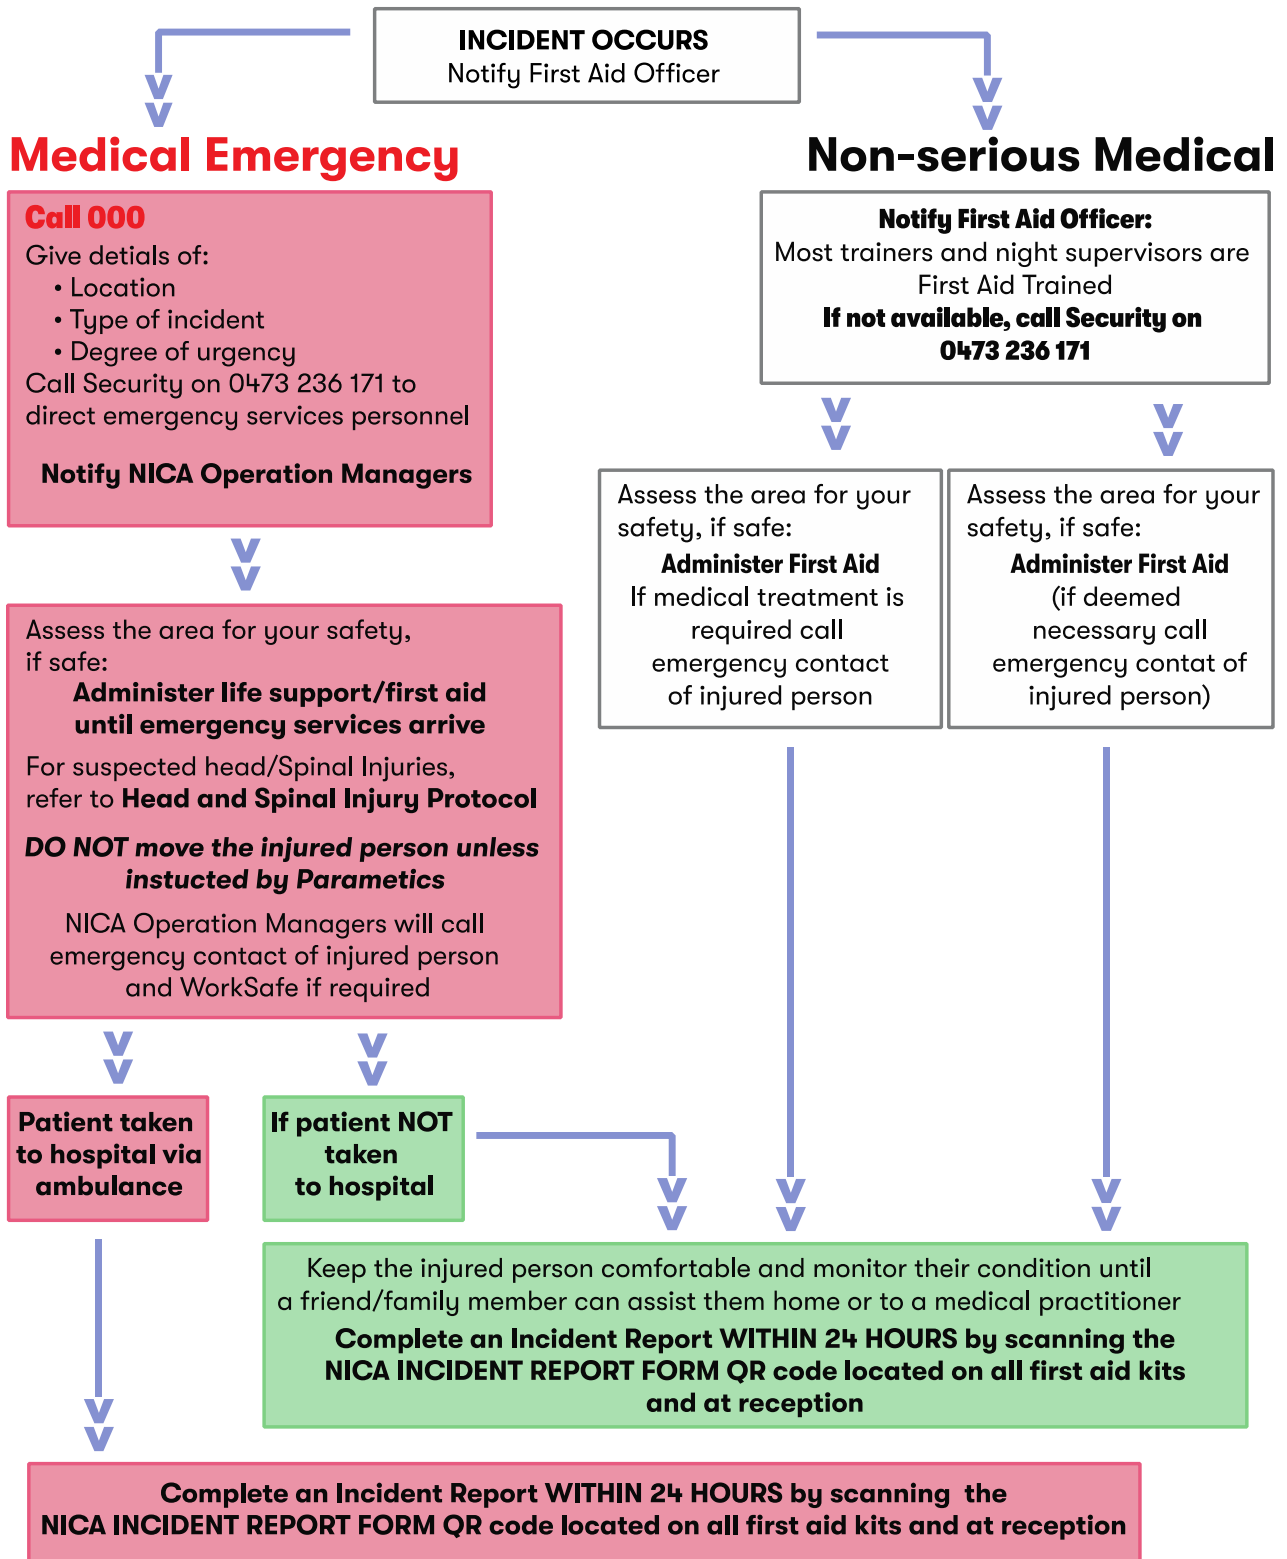 INCIDENT OCCURS
Notify First Aid Officer
Medical Emergency
Call 000
Give detials of:
• Location
• Type of incident
• Degree of urgency
Call Security on 0473 236 171 to
direct emergency services personnel
Notify NICA Operation Managers
Assess the area for your safety,
if safe:
Administer life support/first aid
until emergency services arrive
For suspected head/Spinal Injuries,
refer to Head and Spinal Injury Protocol
DO NOT move the injured person unless
instucted by Parametics
NICA Operation Managers will call
emergency contact of injured person
and WorkSafe if required
Patient taken
to hospital via
ambulance
If patient NOT
taken
to hospital
Non-serious Medical
Notify First Aid Officer:
Most trainers and night supervisors are
First Aid Trained
If not available, call Security on
0473 236 171
Assess the area for your
safety, if safe:
Administer First Aid
If medical treatment is
required call
emergency contact
of injured person
Assess the area for your
safety, if safe:
Administer First Aid
(if deemed
necessary call
emergency contat of
injured person)
Keep the injured person comfortable and monitor their condition until
a friend/family member can assist them home or to a medical practitioner
Complete an Incident Report WITHIN 24 HOURS by scanning the
NICA INCIDENT REPORT FORM QR code located on all first aid kits
and at reception
Complete an Incident Report WITHIN 24 HOURS by scanning the
NICA INCIDENT REPORT FORM QR code located on all first aid kits and at reception